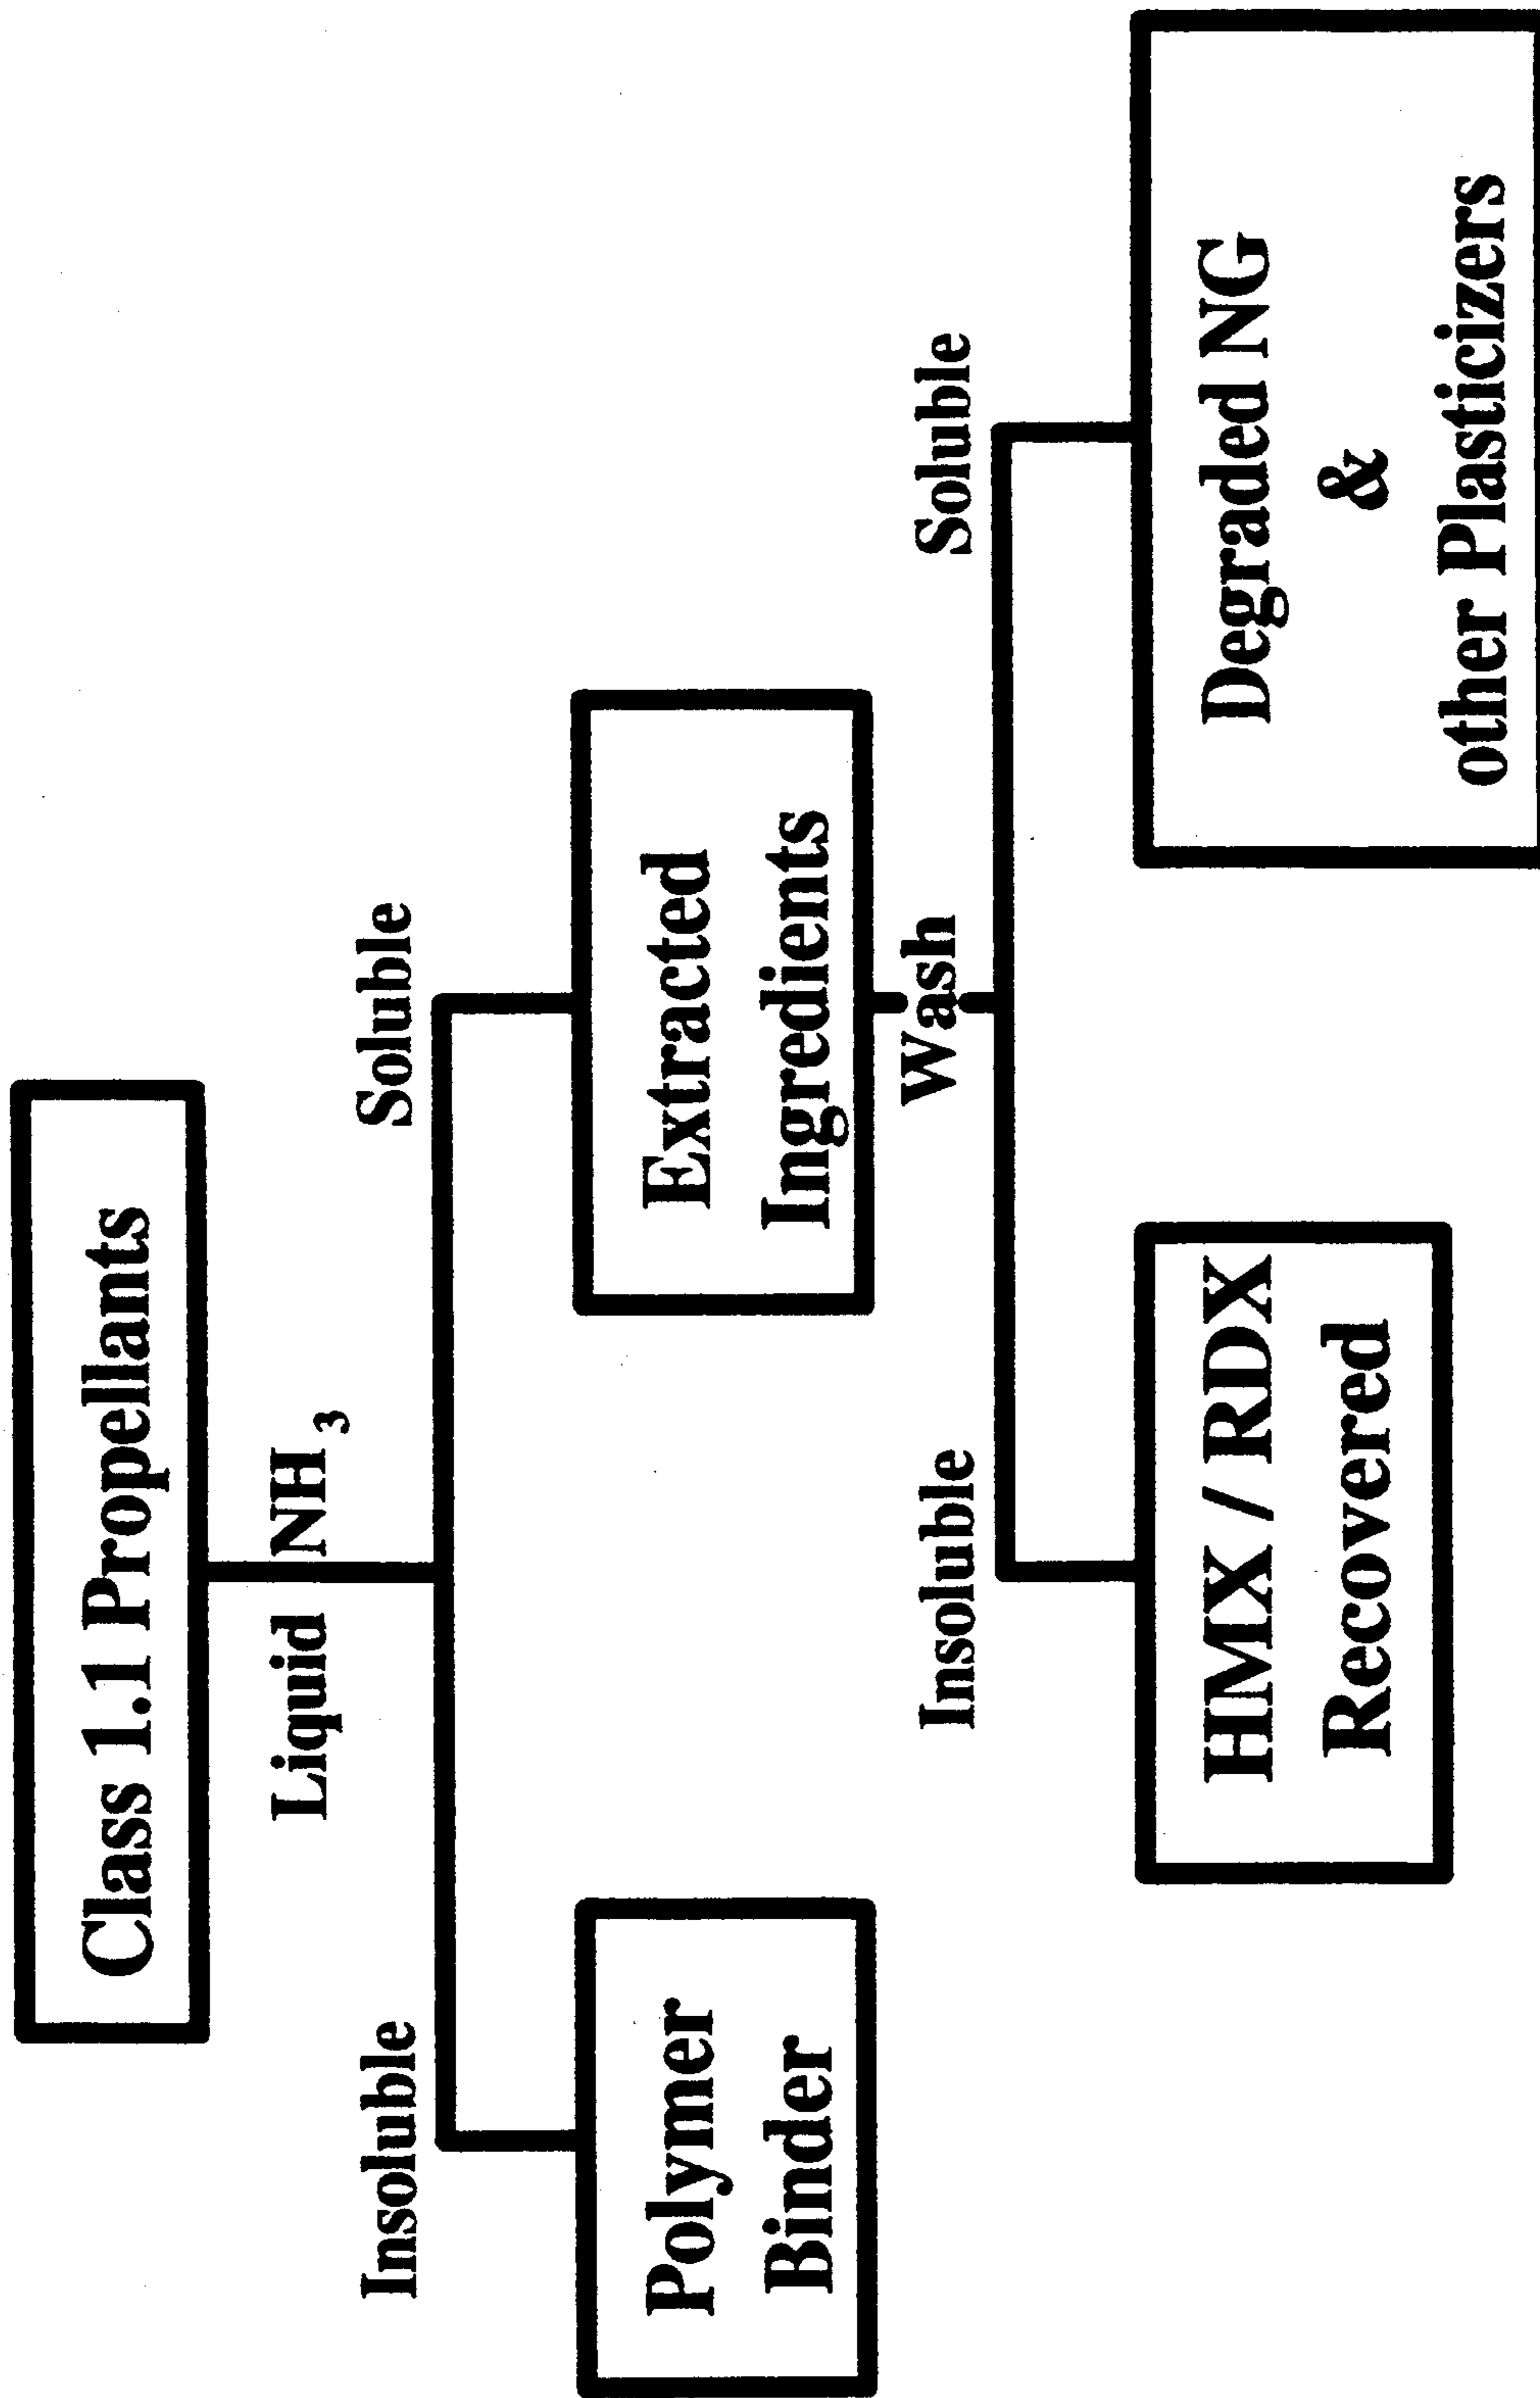 Class 1.1 Propellants
Liquid NH3
Insoluble
Soluble
Polymer
Binder
Extracted
Ingredients
Wash
Insoluble
Soluble
HMX / RDX
Recovered
Degraded NG
&
other Plasticizers